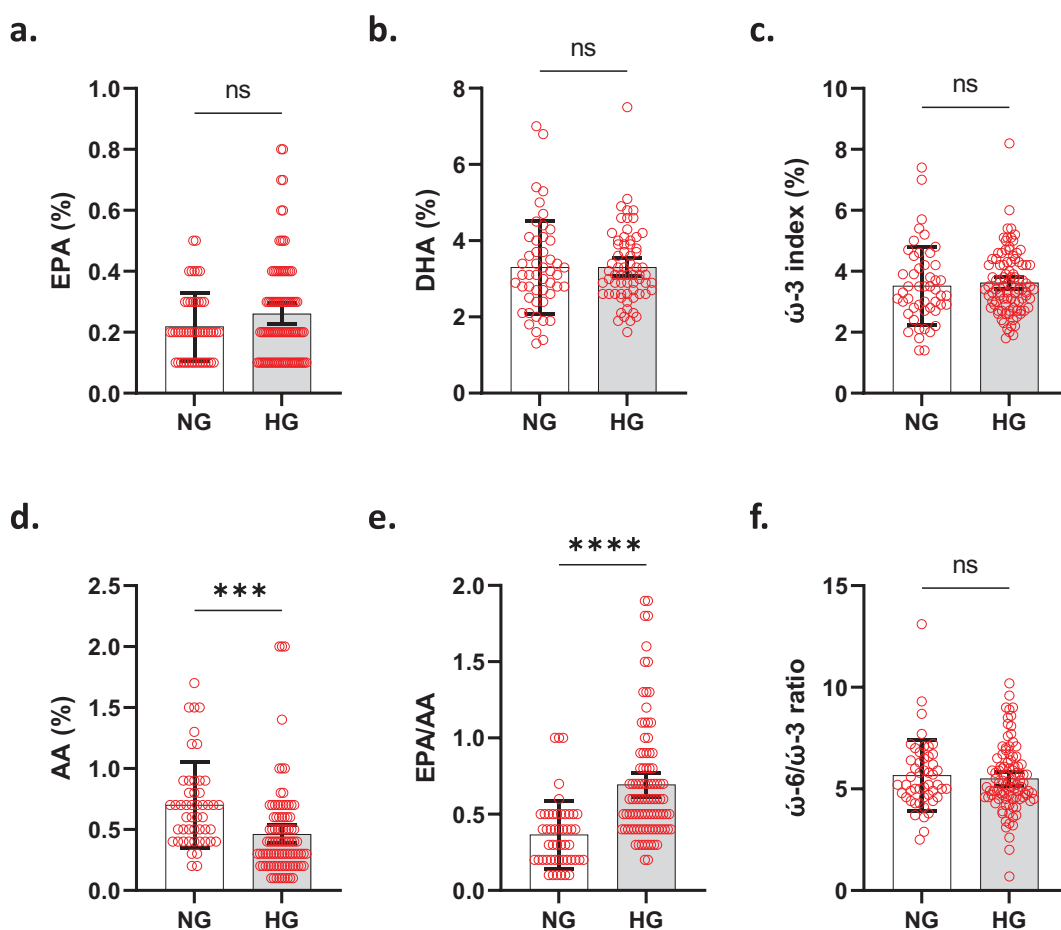 a.
ns
EPA (%)
1.0
0.8
0.6
0.4
0.2
0.0
NG HG
b.
ns
DHA (%)
8
6
4
2
0
NG HG
c.
ns
ώ-3 index (%)
10
8
6
4
2
0
NG HG
d.
***
AA (%)
2.5
2.0
1.5
1.0
0.5
0.0
NG HG
e.
****
EPA/AA
2.0
1.5
1.0
0.5
0.0
NG HG
f.
ns
ώ-6/ώ-3 ratio
15
10
5
0
NG HG